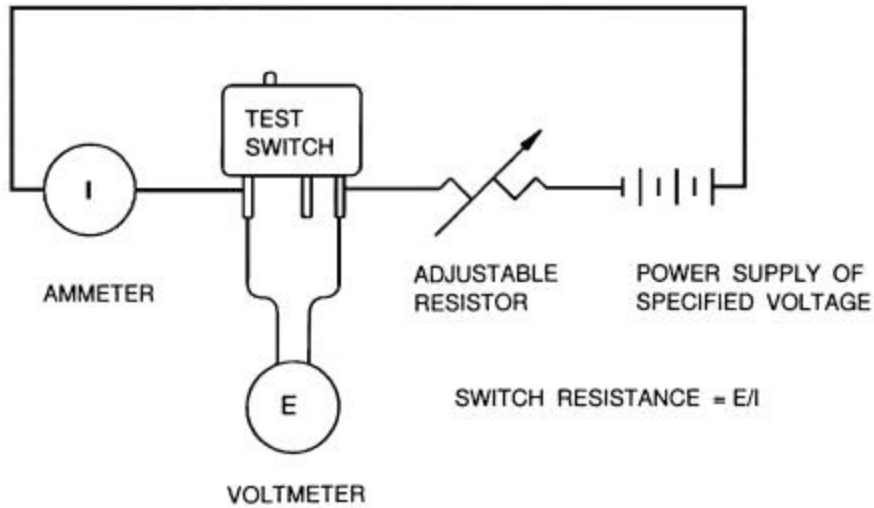 TEST
SWITCH
I
AMMETER
ADJUSTABLE
RESISTOR
POWER SUPPLY OF
SPECIFIED VOLTAGE
E
SWITCH RESISTANCE = E/I
VOLTMETER